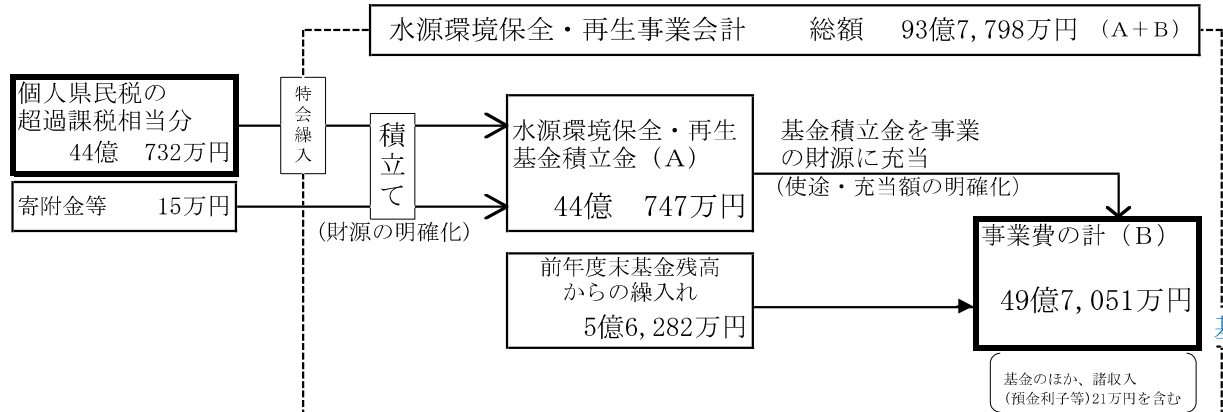 水源環境保全・再生事業会計　総額　93億7,798万円（A＋B）
個人県民税の
超過課税相当分
44億　732万円
特会繰入
積立て
水源環境保全・再生
基金積立金（A）
44億　747万円
基金積立金を事業
の財源に充当
(使途・充当額の明確化)
寄附金等　15万円
(財源の明確化)
事業費の計（B）
49億7,051万円
前年度末基金残高
からの繰入れ
5億6,282万円
基金のほか、諸収入
(預金利子等)21万円を含む